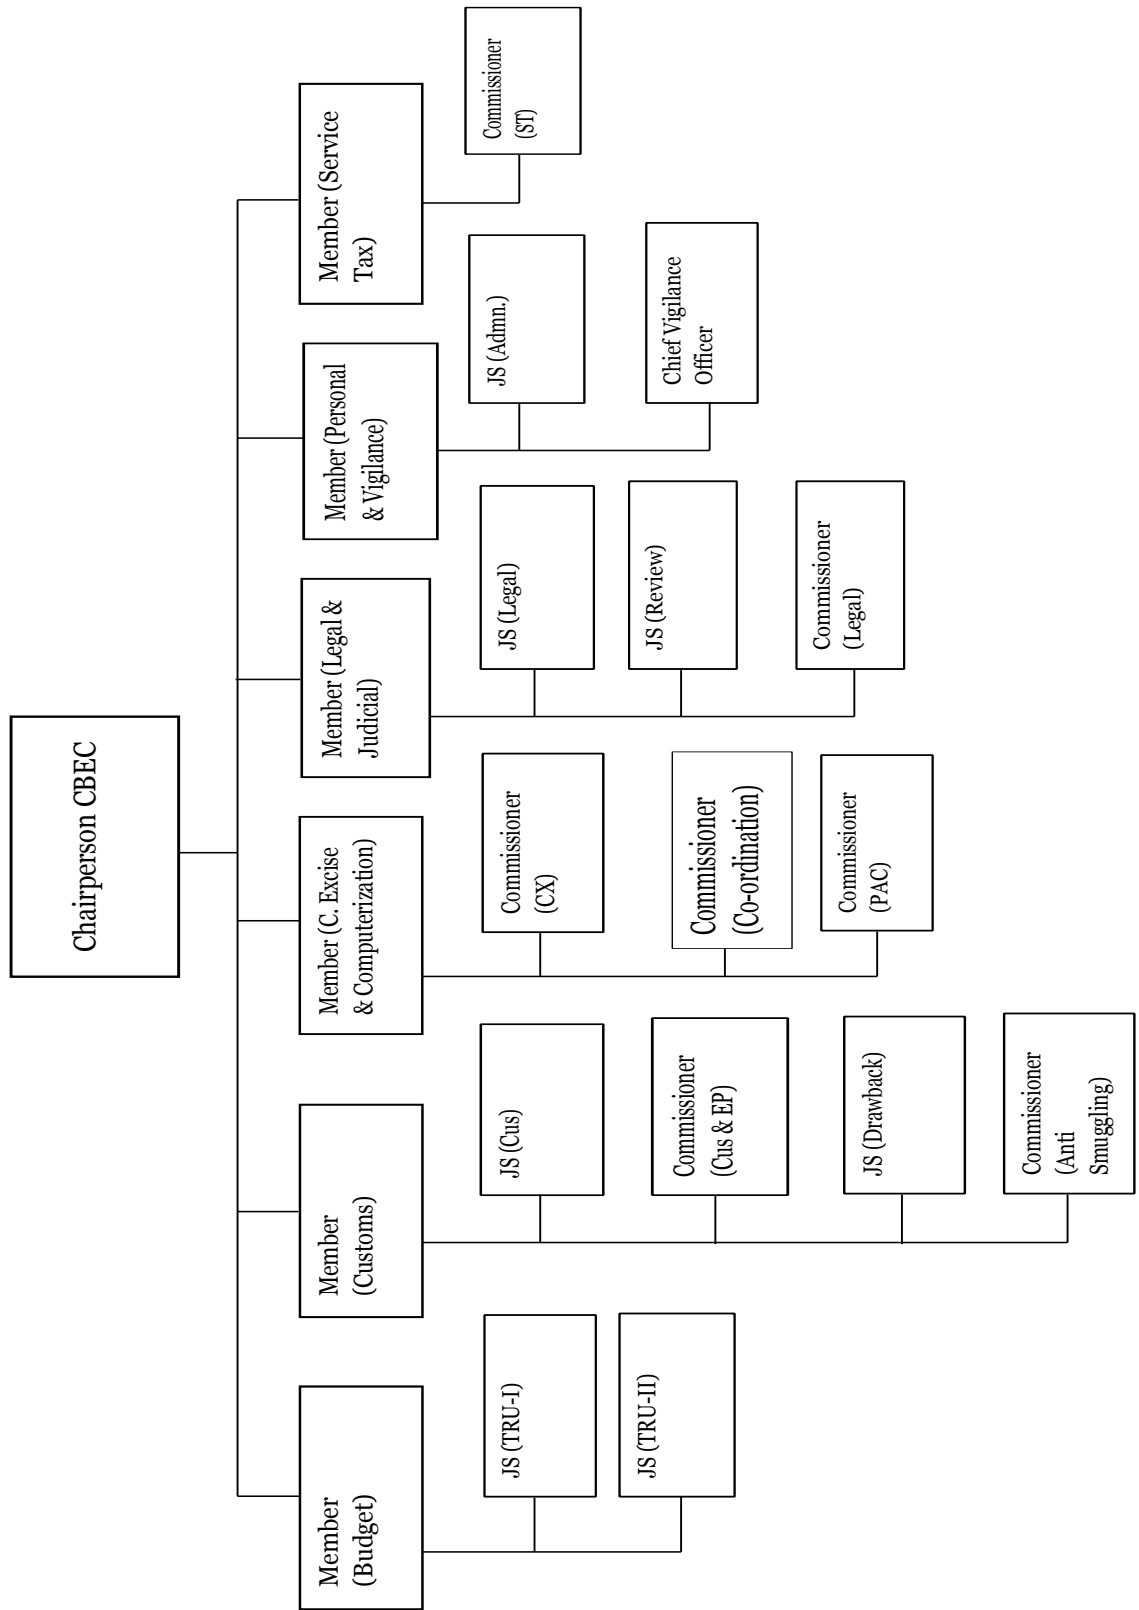 Chairperson CBEC
Member
(Budget)
Member
(Customs)
Member (C. Excise
& Computerization)
Member (Legal &
Judicial)
Member (Personal
& Vigilance)
Member (Service
Tax)
JS (TRU-I)
JS (TRU-II)
JS (Cus)
Commissioner
(Cus & EP)
JS (Drawback)
Commissioner
(Anti
Smuggling)
Commissioner
(CX)
Commissioner
(Co-ordination)
Commissioner
(PAC)
JS (Legal)
JS (Review)
Commissioner
(Legal)
JS (Admn.)
Chief Vigilance
Officer
Commissioner
(ST)